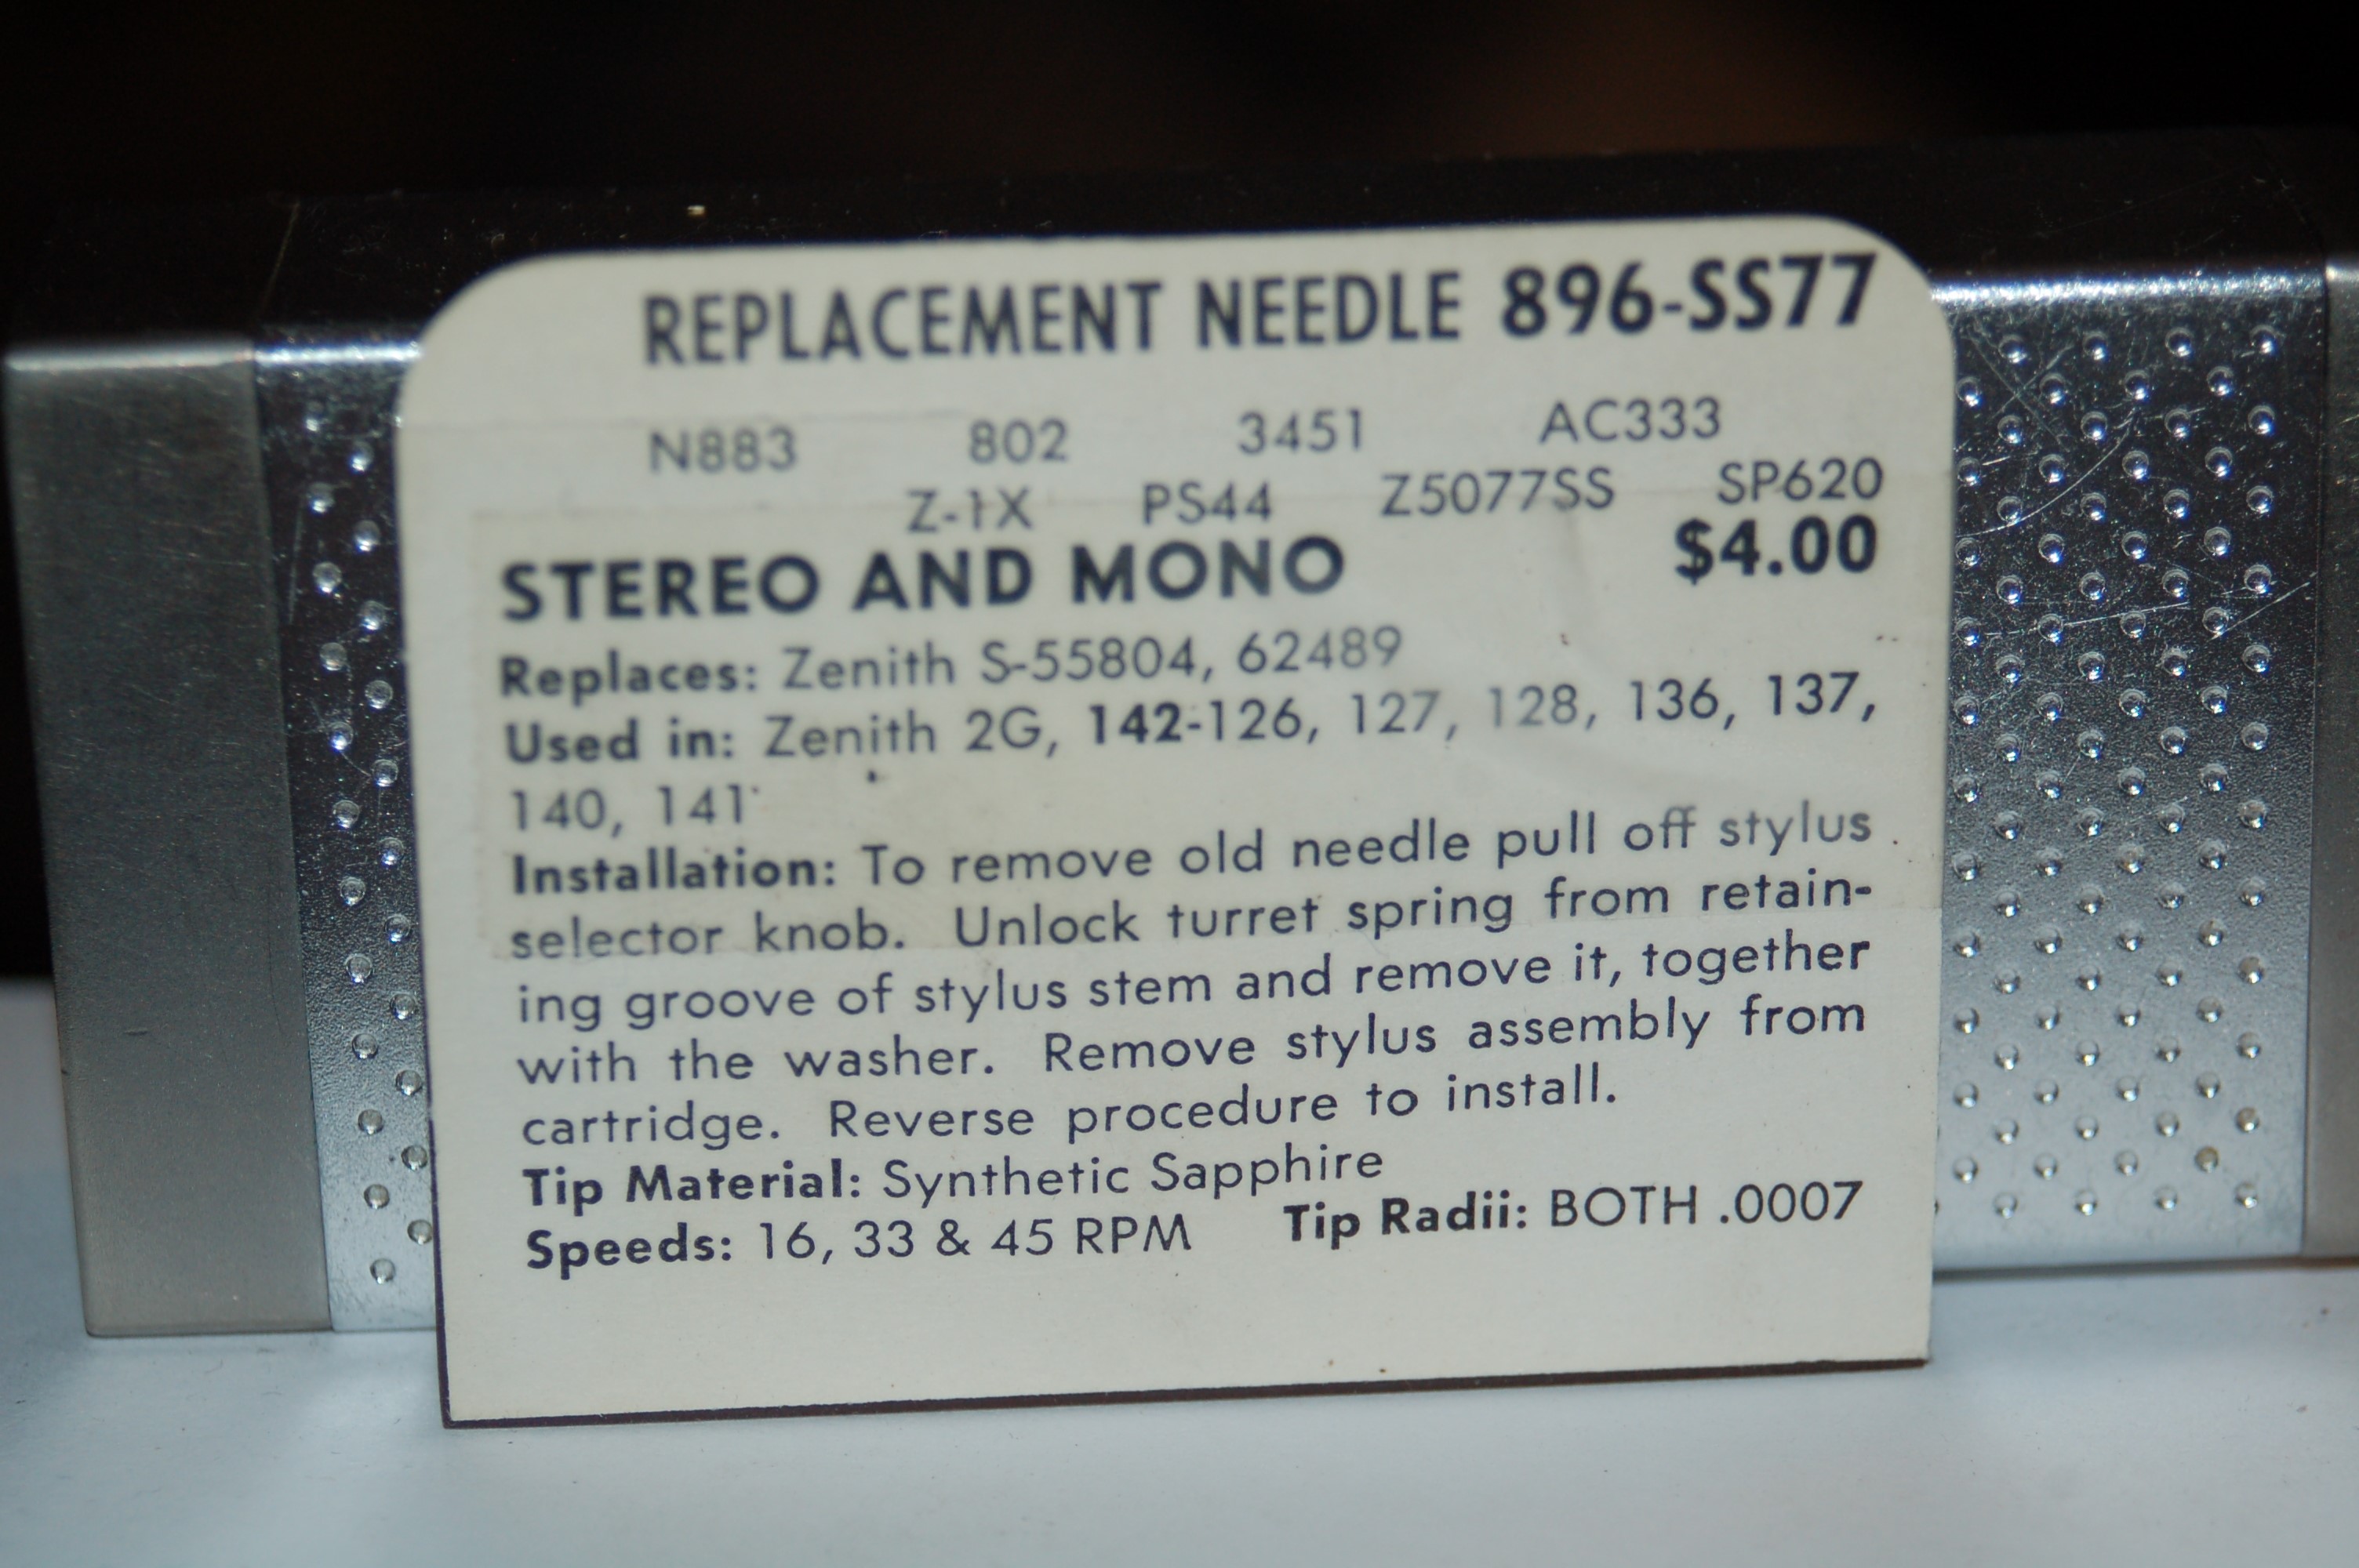 REPLACEMENT NEEDLE 896-SS77
N883 802 3451 AC333
Z-1X PS44 Z5077SS SP620
STEREO AND MONO $4.00
Replaces: Zenith S-55804, 62489
Used in: Zenith 2G, 142-126, 127, 128, 136, 137,
140, 141
Installation: To remove old needle pull off stylus
selector knob. Unlock turret spring from retain-
ing groove of stylus stem and remove it, together
with the washer. Remove stylus assembly from
cartridge. Reverse procedure to install.
Tip Material: Synthetic Sapphire
Speeds: 16, 33 & 45 RPM Tip Radii: BOTH .0007